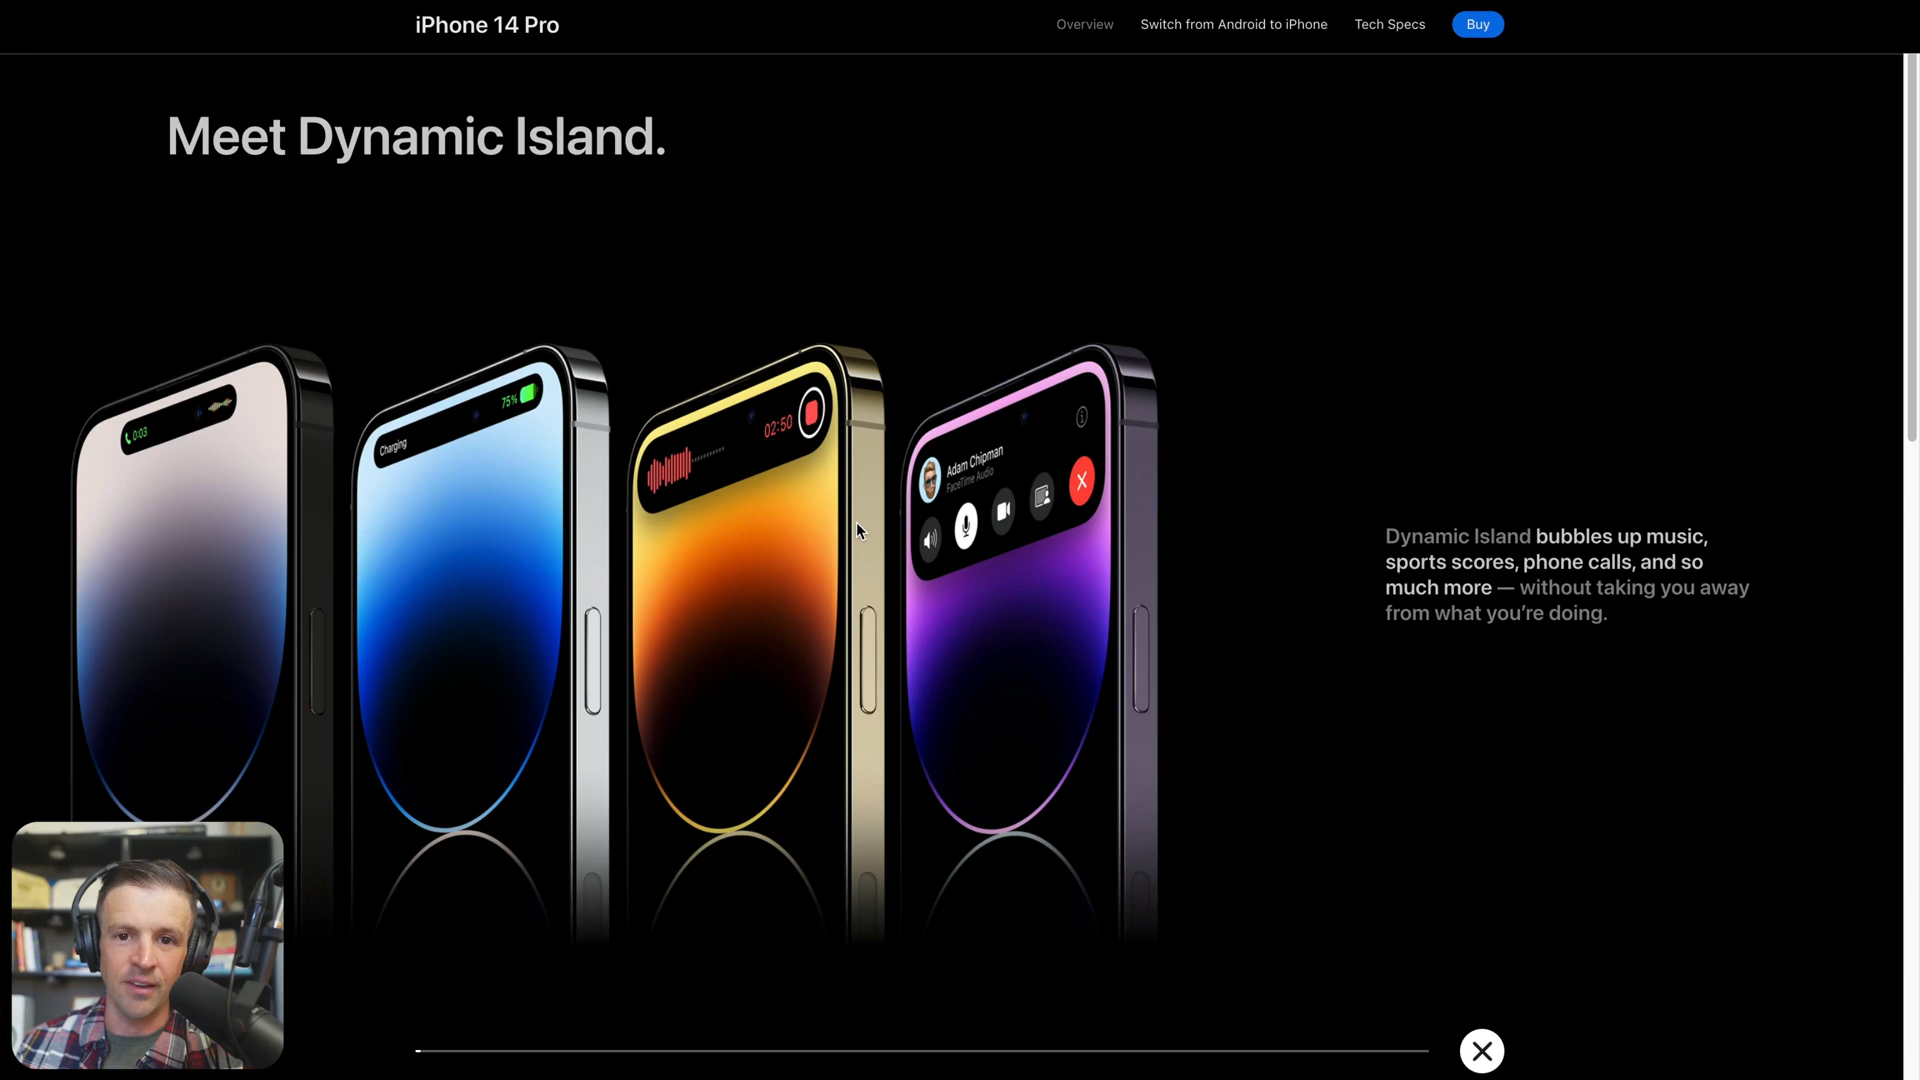 iPhone 14 Pro
Overview
Switch from Android to iPhone
Tech Specs
Buy
Meet Dynamic Island.
0:03
Charging
75%
02:50
Adam Chipman
FaceTime Audio
Dynamic Island bubbles up music,
sports scores, phone calls, and so
much more — without taking you away
from what you're doing.